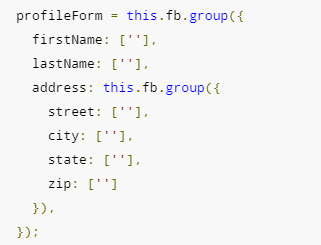 profileForm = this.fb.group({
  firstName: [''],
  lastName: [''],
  address: this.fb.group({
    street: [''],
    city: [''],
    state: [''],
    zip: ['']
  }),
});